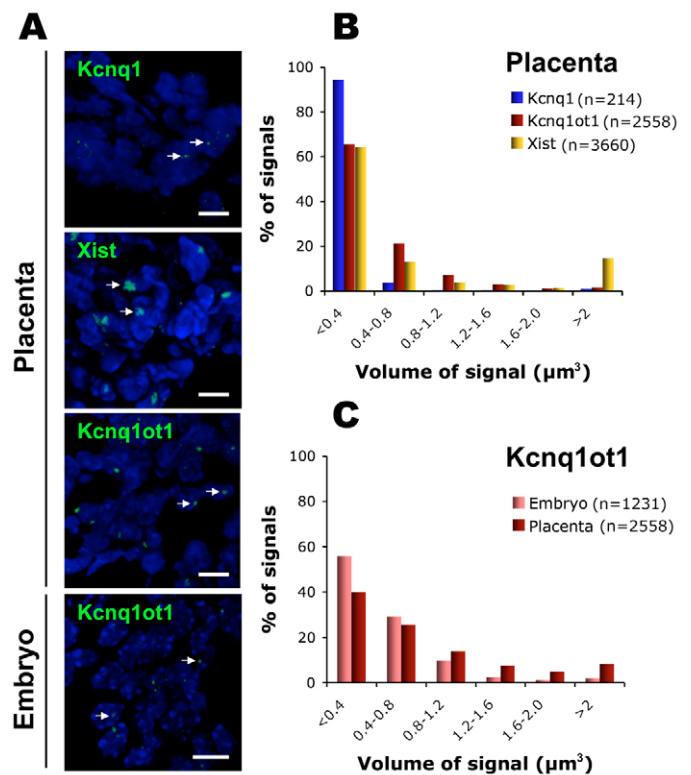 A
Placenta
Embryo
Kcnq1
Xist
Kcnq1ot1
Kcnq1ot1
B
Placenta
Kcnq1 (n=214)
Kcnq1ot1 (n=2558)
Xist (n=3660)
% of signals
100
80
60
40
20
0
<0.4
0.4-0.8
0.8-1.2
1.2-1.6
1.6-2.0
>2
Volume of signal (µm³)
C
Kcnq1ot1
Embryo (n=1231)
Placenta (n=2558)
% of signals
100
80
60
40
20
0
<0.4
0.4-0.8
0.8-1.2
1.2-1.6
1.6-2.0
>2
Volume of signal (µm³)